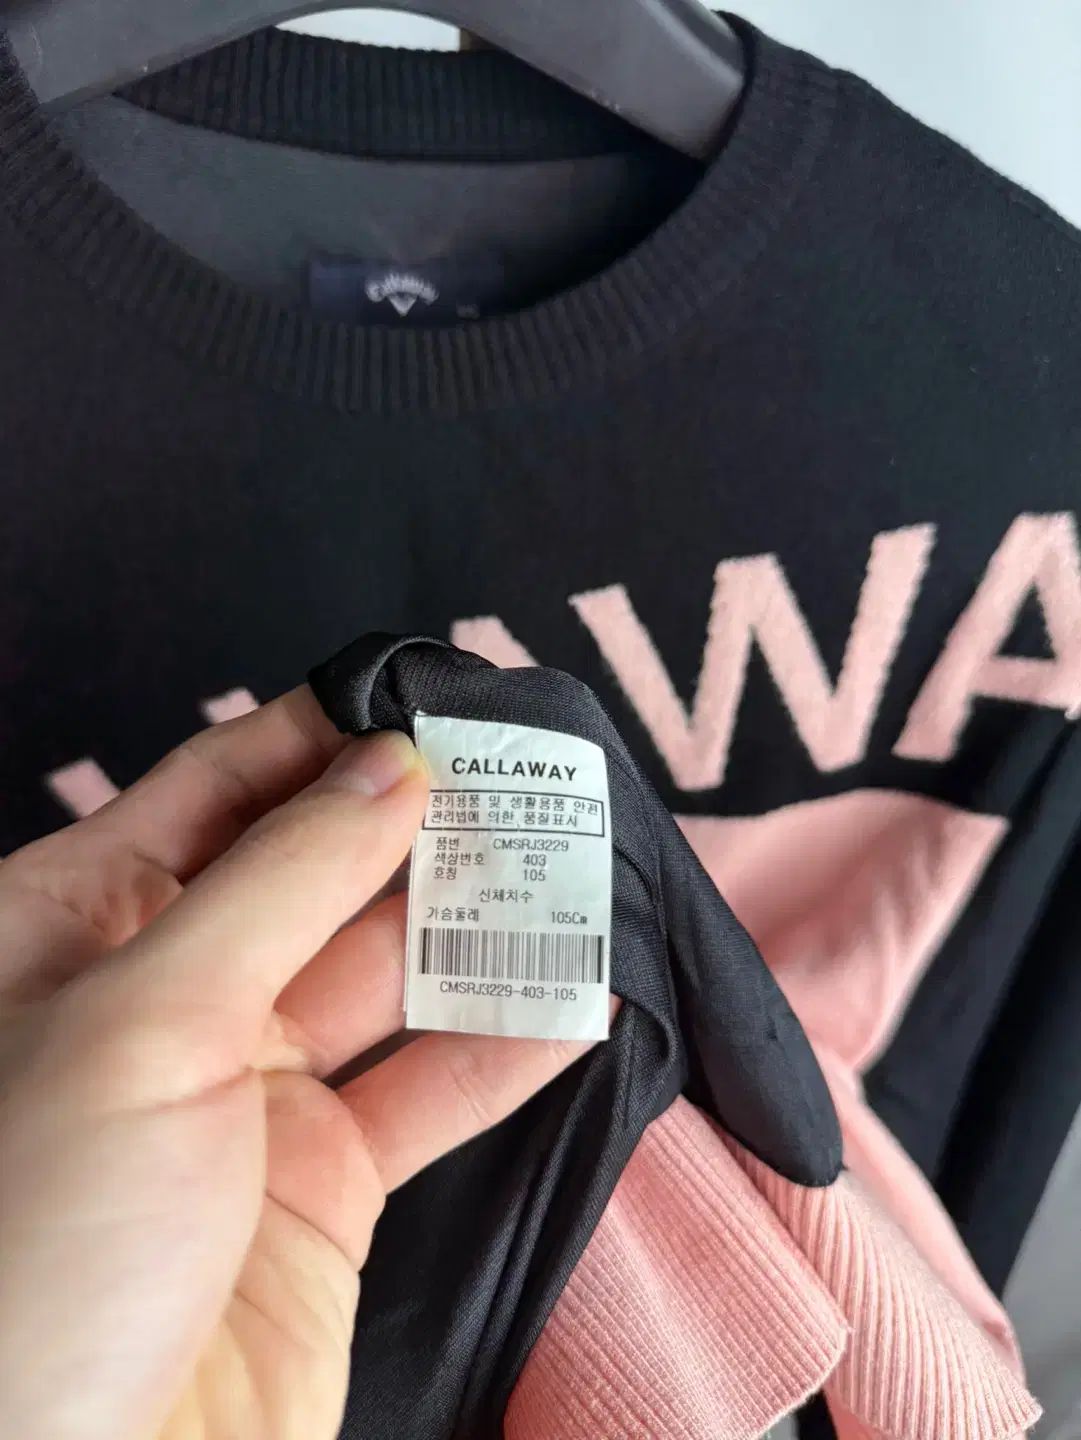 Callaway
AWA
CALLAWAY
전기용품 및 생활용품 안전
관리법에 의한 품질표시
품번 CMSRJ3229
색상번호 403
호칭 105
신체치수
가슴둘레 105Cm
CMSRJ3229-403-105